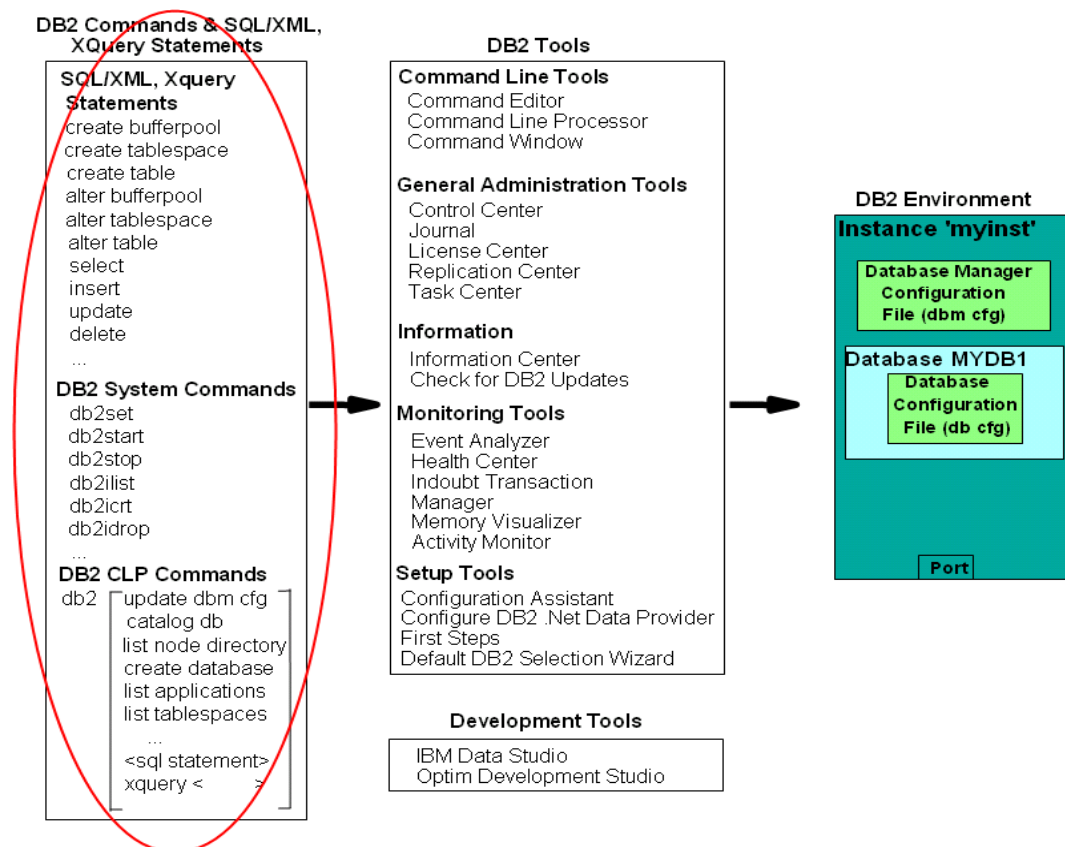 DB2 Commands & SQL/XML,
XQuery Statements
SQL/XML, Xquery
Statements
create bufferpool
create tablespace
create table
alter bufferpool
alter tablespace
alter table
select
insert
update
delete
...
DB2 System Commands
db2set
db2start
db2stop
db2ilist
db2icrt
db2idrop
...
DB2 CLP Commands
db2
update dbm cfg
catalog db
list node directory
create database
list applications
list tablespaces
...
<sql statement>
xquery < >
DB2 Tools
Command Line Tools
Command Editor
Command Line Processor
Command Window
General Administration Tools
Control Center
Journal
License Center
Replication Center
Task Center
Information
Information Center
Check for DB2 Updates
Monitoring Tools
Event Analyzer
Health Center
Indoubt Transaction
Manager
Memory Visualizer
Activity Monitor
Setup Tools
Configuration Assistant
Configure DB2 .Net Data Provider
First Steps
Default DB2 Selection Wizard
Development Tools
IBM Data Studio
Optim Development Studio
DB2 Environment
Instance 'myinst'
Database Manager
Configuration
File (dbm cfg)
Database MYDB1
Database
Configuration
File (db cfg)
Port